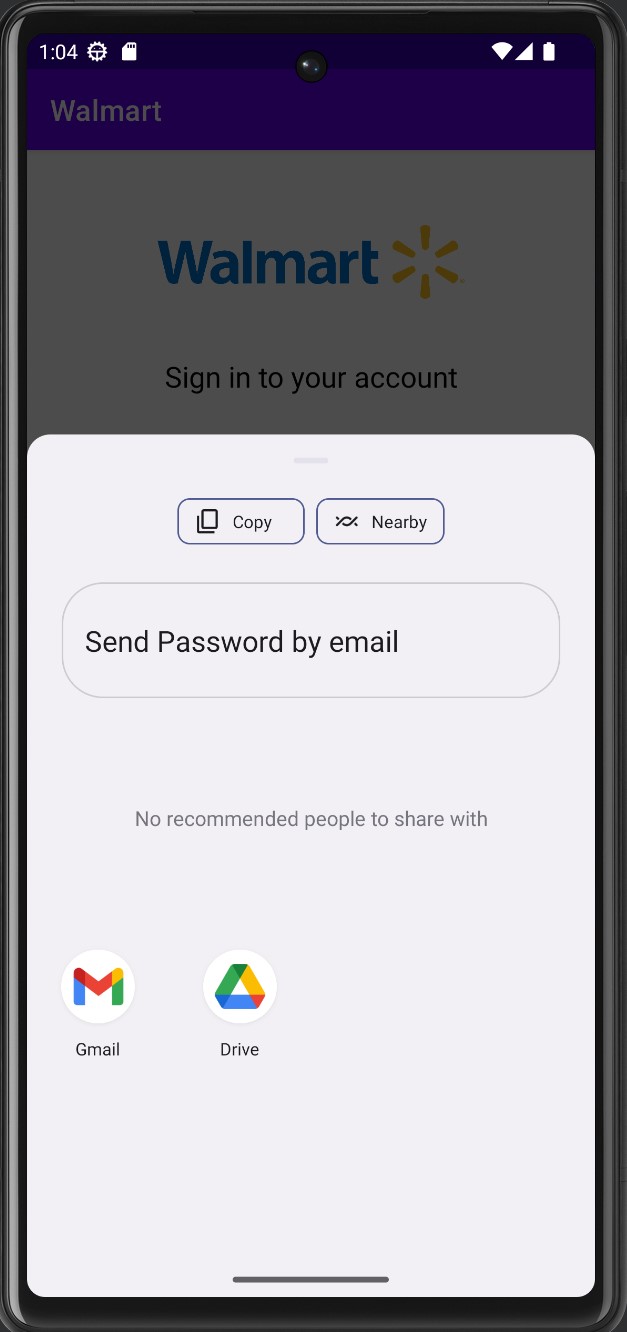 1:04
Walmart
Walmart
Sign in to your account
Copy
Nearby
Send Password by email
No recommended people to share with
Gmail
Drive